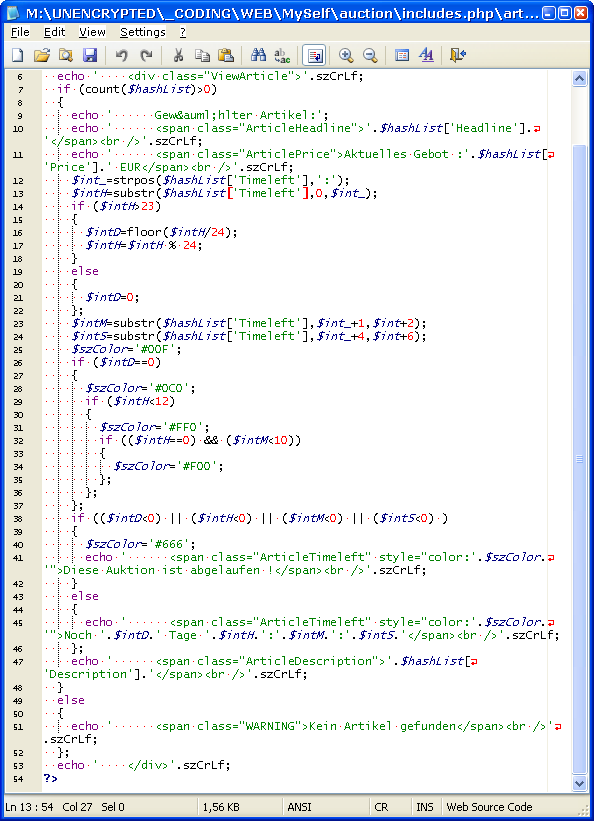 M:\UNENCRYPTED\_CODING\WEB\MySelf\auction\includes.php\art...
File Edit View Settings ?
6 echo '    <div class="ViewArticle">'.szCrLf;
7 if (count($hashList)>0)
8 {
9 echo '      Gew&auml;hlter Artikel:';
10 echo '      <span class="ArticleHeadline">'.$hashList['Headline'].
'</span><br />'.szCrLf;
11 echo '      <span class="ArticlePrice">Aktuelles Gebot :'.$hashList[
'Price'].' EUR</span><br />'.szCrLf;
12 $int_=strpos($hashList['Timeleft'],':');
13 $intH=substr($hashList['Timeleft'],0,$int_);
14 if ($intH>23)
15 {
16 $intD=floor($intH/24);
17 $intH=$intH % 24;
18 }
19 else
20 {
21 $intD=0;
22 };
23 $intM=substr($hashList['Timeleft'],$int_+1,$int+2);
24 $intS=substr($hashList['Timeleft'],$int_+4,$int+6);
25 $szColor='#00F';
26 if ($intD==0)
27 {
28 $szColor='#0C0';
29 if ($intH<12)
30 {
31 $szColor='#FF0';
32 if (($intH==0) && ($intM<10))
33 {
34 $szColor='#F00';
35 };
36 };
37 };
38 if (($intD<0) || ($intH<0) || ($intM<0) || ($intS<0) )
39 {
40 $szColor='#666';
41 echo '      <span class="ArticleTimeleft" style="color:'.$szColor.
'">Diese Auktion ist abgelaufen !</span><br />'.szCrLf;
42 }
43 else
44 {
45 echo '      <span class="ArticleTimeleft" style="color:'.$szColor.
'">Noch '.$intD.' Tage '.$intH.':'.$intM.':'.$intS.'</span><br />'.szCrLf;
46 };
47 echo '      <span class="ArticleDescription">'.$hashList[
'Description'].'</span><br />'.szCrLf;
48 }
49 else
50 {
51 echo '      <span class="WARNING">Kein Artikel gefunden</span><br />'
.szCrLf;
52 };
53 echo '    </div>'.szCrLf;
54 ?>
Ln 13 : 54 Col 27 Sel 0 1,56 KB ANSI CR INS Web Source Code